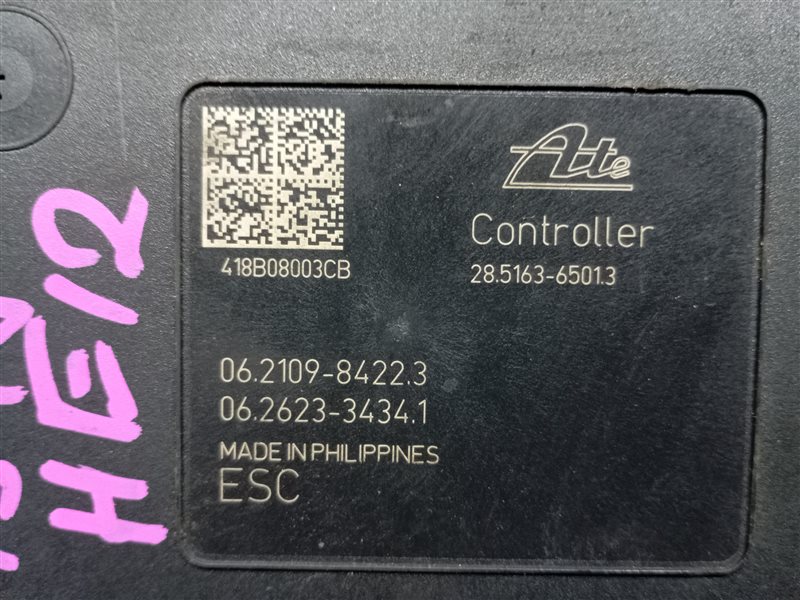 Ate
418B08003CB
Controller
28.5163-6501.3
06.2109-8422.3
06.2623-3434.1
MADE IN PHILIPPINES
ESC
HE12